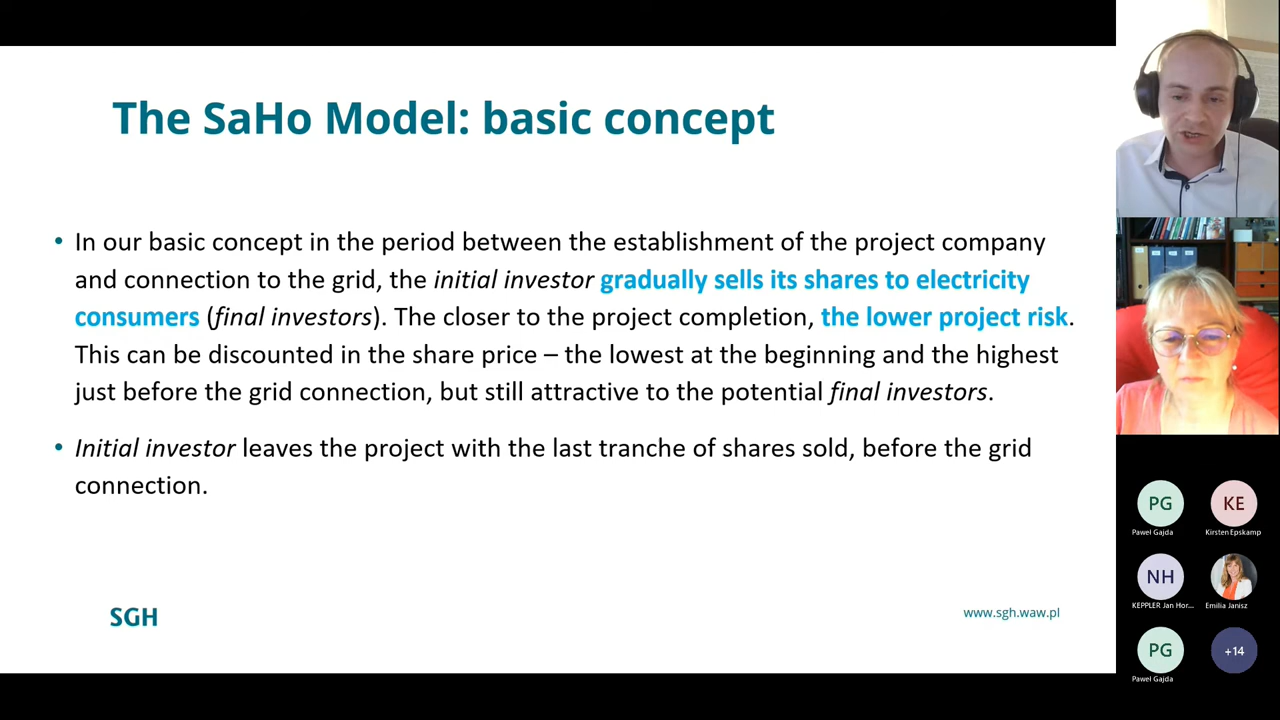 The SaHo Model: basic concept
• In our basic concept in the period between the establishment of the project company
and connection to the grid, the initial investor gradually sells its shares to electricity
consumers (final investors). The closer to the project completion, the lower project risk.
This can be discounted in the share price – the lowest at the beginning and the highest
just before the grid connection, but still attractive to the potential final investors.
• Initial investor leaves the project with the last tranche of shares sold, before the grid
connection.
SGH
www.sgh.waw.pl
PG
KE
Paweł Gajda
Kirsten Epskamp
NH
KEPPLER Jan Hor...
Emilia Janisz
PG
+14
Paweł Gajda